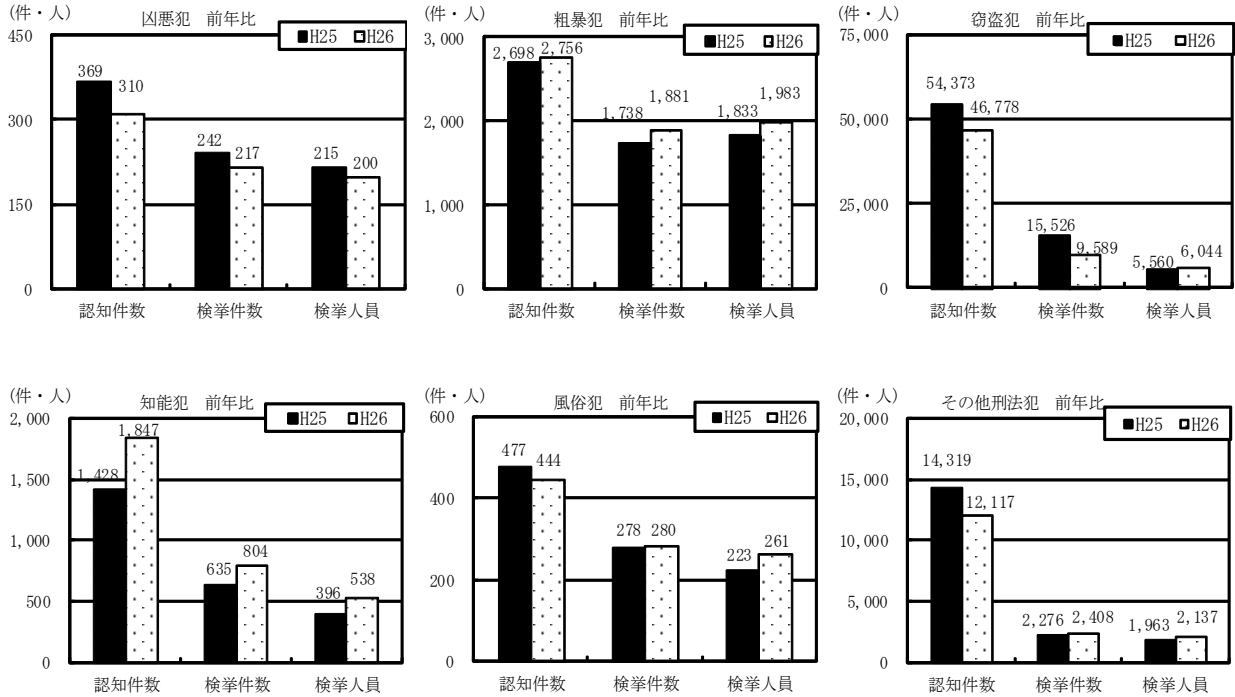 (件・人)
凶悪犯　前年比
H25 H26
450
300
150
0
369
310
242
217
215
200
認知件数 検挙件数 検挙人員
(件・人)
粗暴犯　前年比
H25 H26
3,000
2,000
1,000
0
2,698
2,756
1,738
1,881
1,833
1,983
認知件数 検挙件数 検挙人員
(件・人)
窃盗犯　前年比
H25 H26
75,000
50,000
25,000
0
54,373
46,778
15,526
9,589
5,560
6,044
認知件数 検挙件数 検挙人員
(件・人)
知能犯　前年比
H25 H26
2,000
1,500
1,000
500
0
1,428
1,847
635
804
396
538
認知件数 検挙件数 検挙人員
(件・人)
風俗犯　前年比
H25 H26
600
400
200
0
477
444
278
280
223
261
認知件数 検挙件数 検挙人員
(件・人)
その他刑法犯　前年比
H25 H26
20,000
15,000
10,000
5,000
0
14,319
12,117
2,276
2,408
1,963
2,137
認知件数 検挙件数 検挙人員